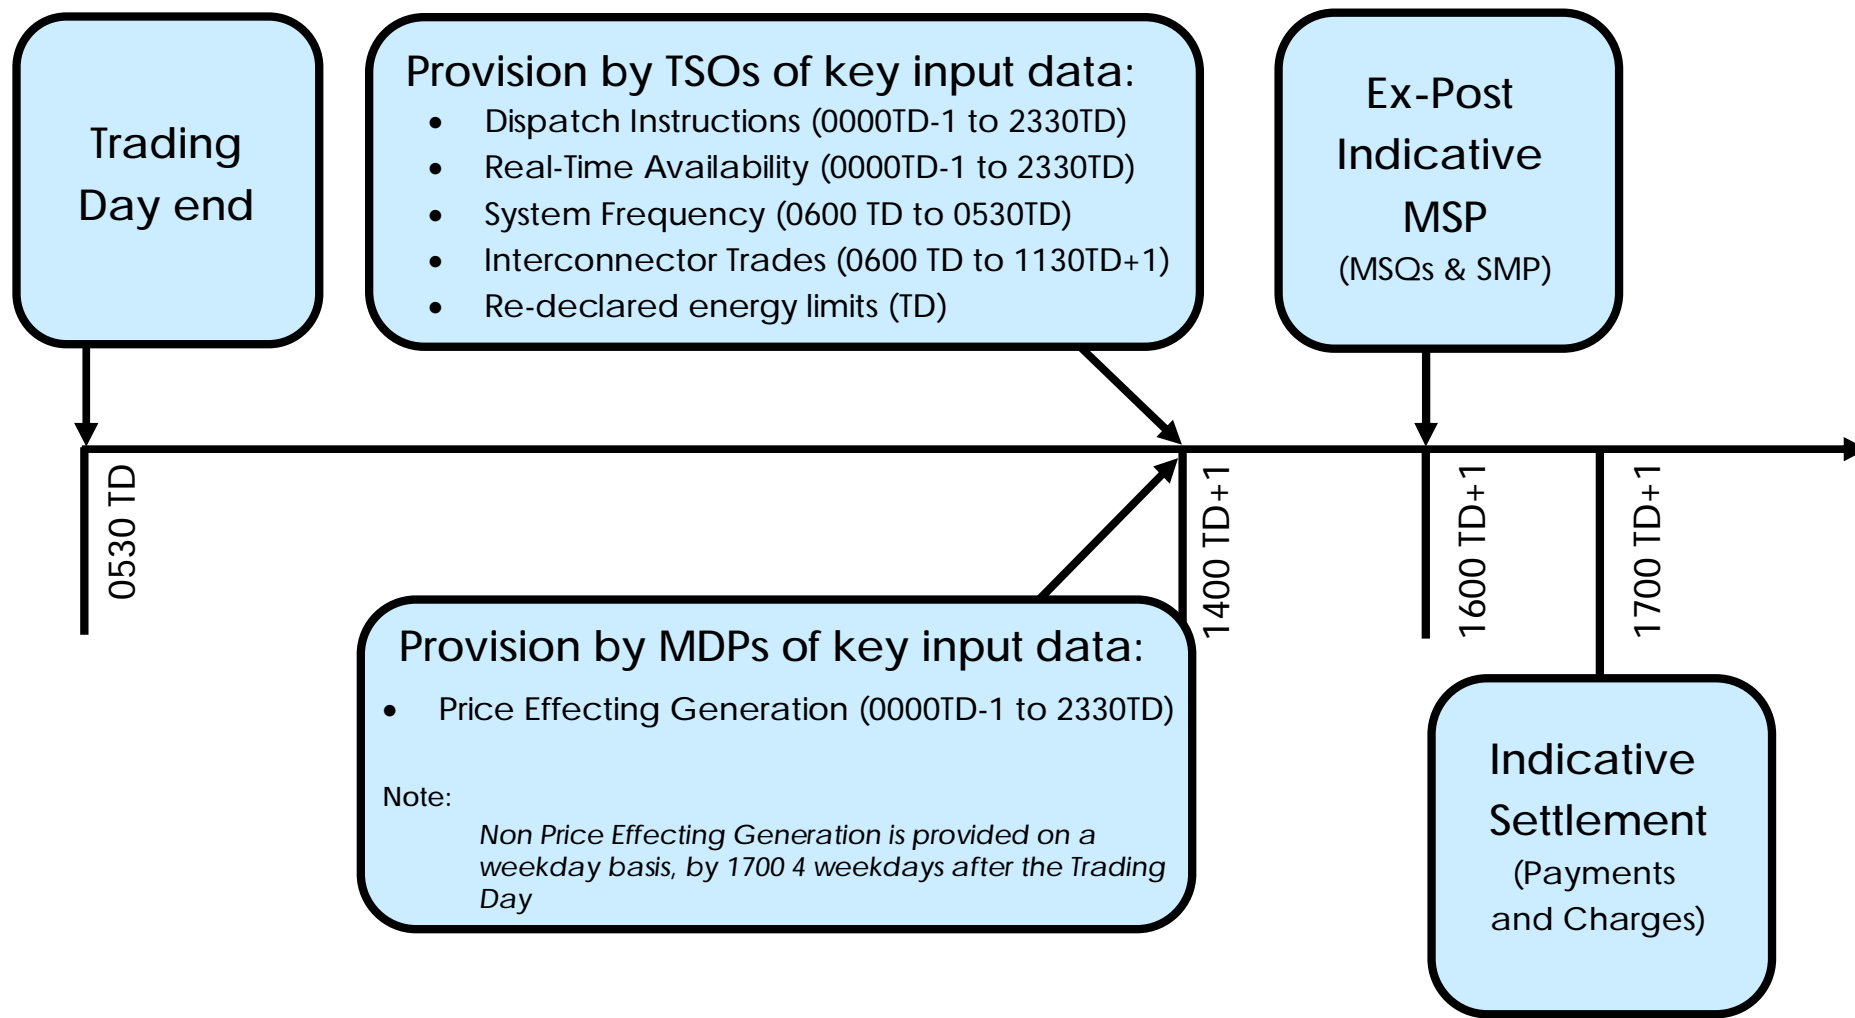 Trading
Day end
Provision by TSOs of key input data:
• Dispatch Instructions (0000TD-1 to 2330TD)
• Real-Time Availability (0000TD-1 to 2330TD)
• System Frequency (0600 TD to 0530TD)
• Interconnector Trades (0600 TD to 1130TD+1)
• Re-declared energy limits (TD)
Ex-Post
Indicative
MSP
(MSQs & SMP)
0530 TD
1400 TD+1
1600 TD+1
1700 TD+1
Provision by MDPs of key input data:
• Price Effecting Generation (0000TD-1 to 2330TD)
Note:
Non Price Effecting Generation is provided on a
weekday basis, by 1700 4 weekdays after the Trading
Day
Indicative
Settlement
(Payments
and Charges)